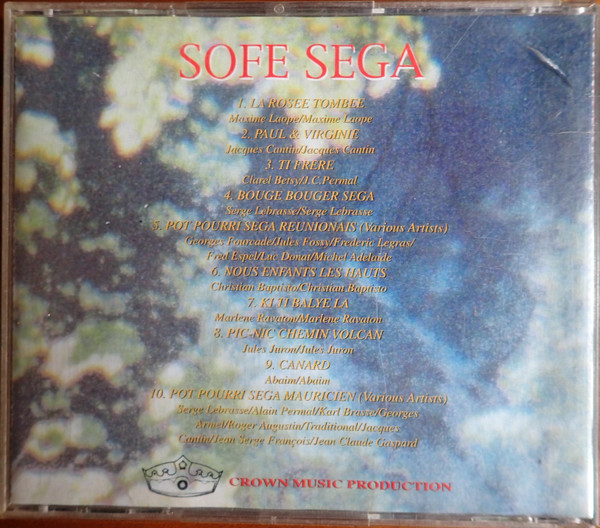 SOFE SEGA
1. LA ROSEE TOMBEE
Maxime Laope/Maxime Laope
2. PAUL & VIRGINIE
Jacques Cantin/Jacques Cantin
3. TI FRERE
Clarel Betsy/J.C.Permal
4. BOUGE BOUGER SEGA
Serge Lebrasse/Serge Lebrasse
5. POT POURRI SEGA REUNIONAIS (Various Artists)
Georges Fourcade/Jules Fossy/Frederic Legras/
Fred Espel/Luc Donat/Michel Adelaide
6. NOUS ENFANTS LES HAUTS
Christian Baptisto/Christian Baptisto
7. KI TI BALYE LA
Marlene Ravaton/Marlene Ravaton
8. PIC-NIC CHEMIN VOLCAN
Jules Juron/Jules Juron
9. CANARD
Abaim/Abaim
10. POT POURRI SEGA MAURICIEN (Various Artists)
Serge Lebrasse/Alain Permal/Karl Brasse/Georges
Armel/Roger Augustin/Traditional/Jacques
Cantin/Jean Serge François/Jean Claude Gaspard
CROWN MUSIC PRODUCTION